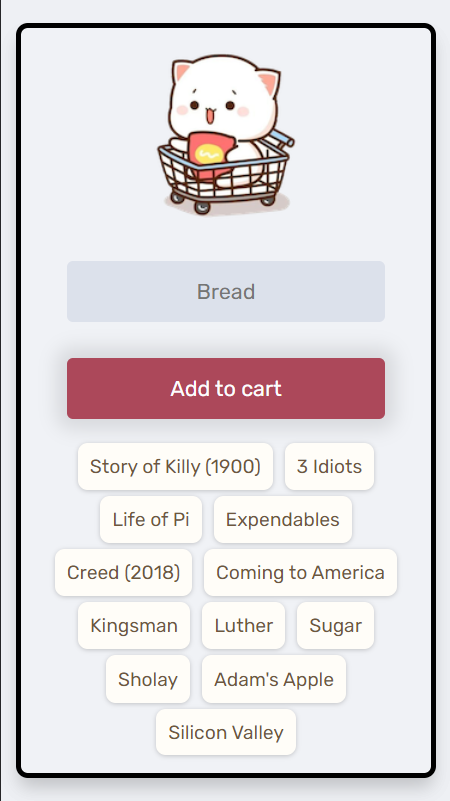 Bread
Add to cart
Story of Killy (1900) 3 Idiots
Life of Pi Expendables
Creed (2018) Coming to America
Kingsman Luther Sugar
Sholay Adam's Apple
Silicon Valley